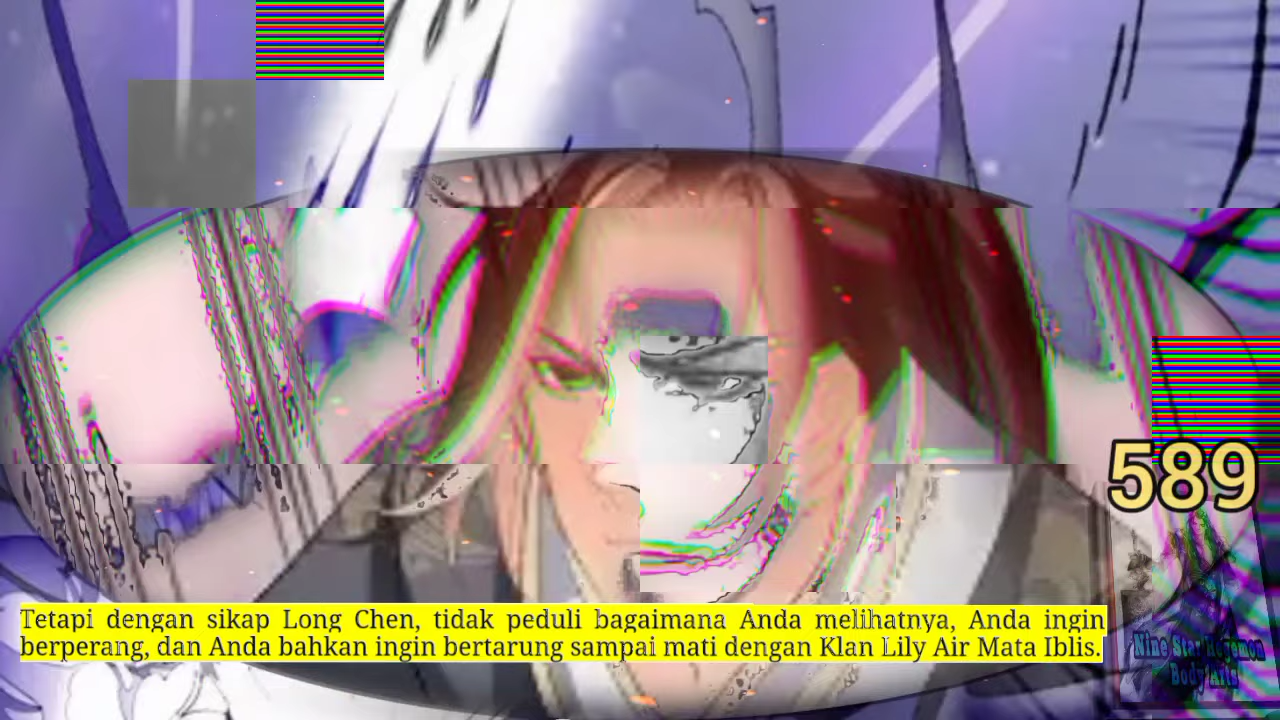 589
Tetapi dengan sikap Long Chen, tidak peduli bagaimana Anda melihatnya, Anda ingin
berperang, dan Anda bahkan ingin bertarung sampai mati dengan Klan Lily Air Mata Iblis.
Nine Star Hegemon
Body Arts